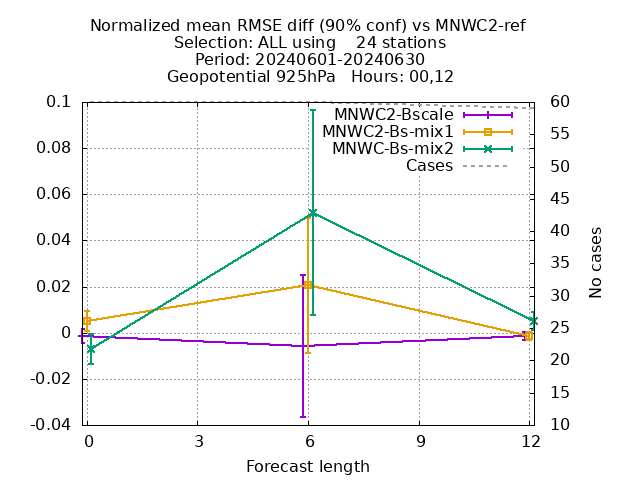 Normalized mean RMSE diff (90% conf) vs MNWC2-ref
Selection: ALL using    24 stations
Period: 20240601-20240630
Geopotential 925hPa   Hours: 00,12
MNWC2-Bscale
MNWC2-Bs-mix1
MNWC-Bs-mix2
Cases
0.1
0.08
0.06
0.04
0.02
0
-0.02
-0.04
60
55
50
45
40
35
30
25
20
15
10
No cases
0
3
6
9
12
Forecast length